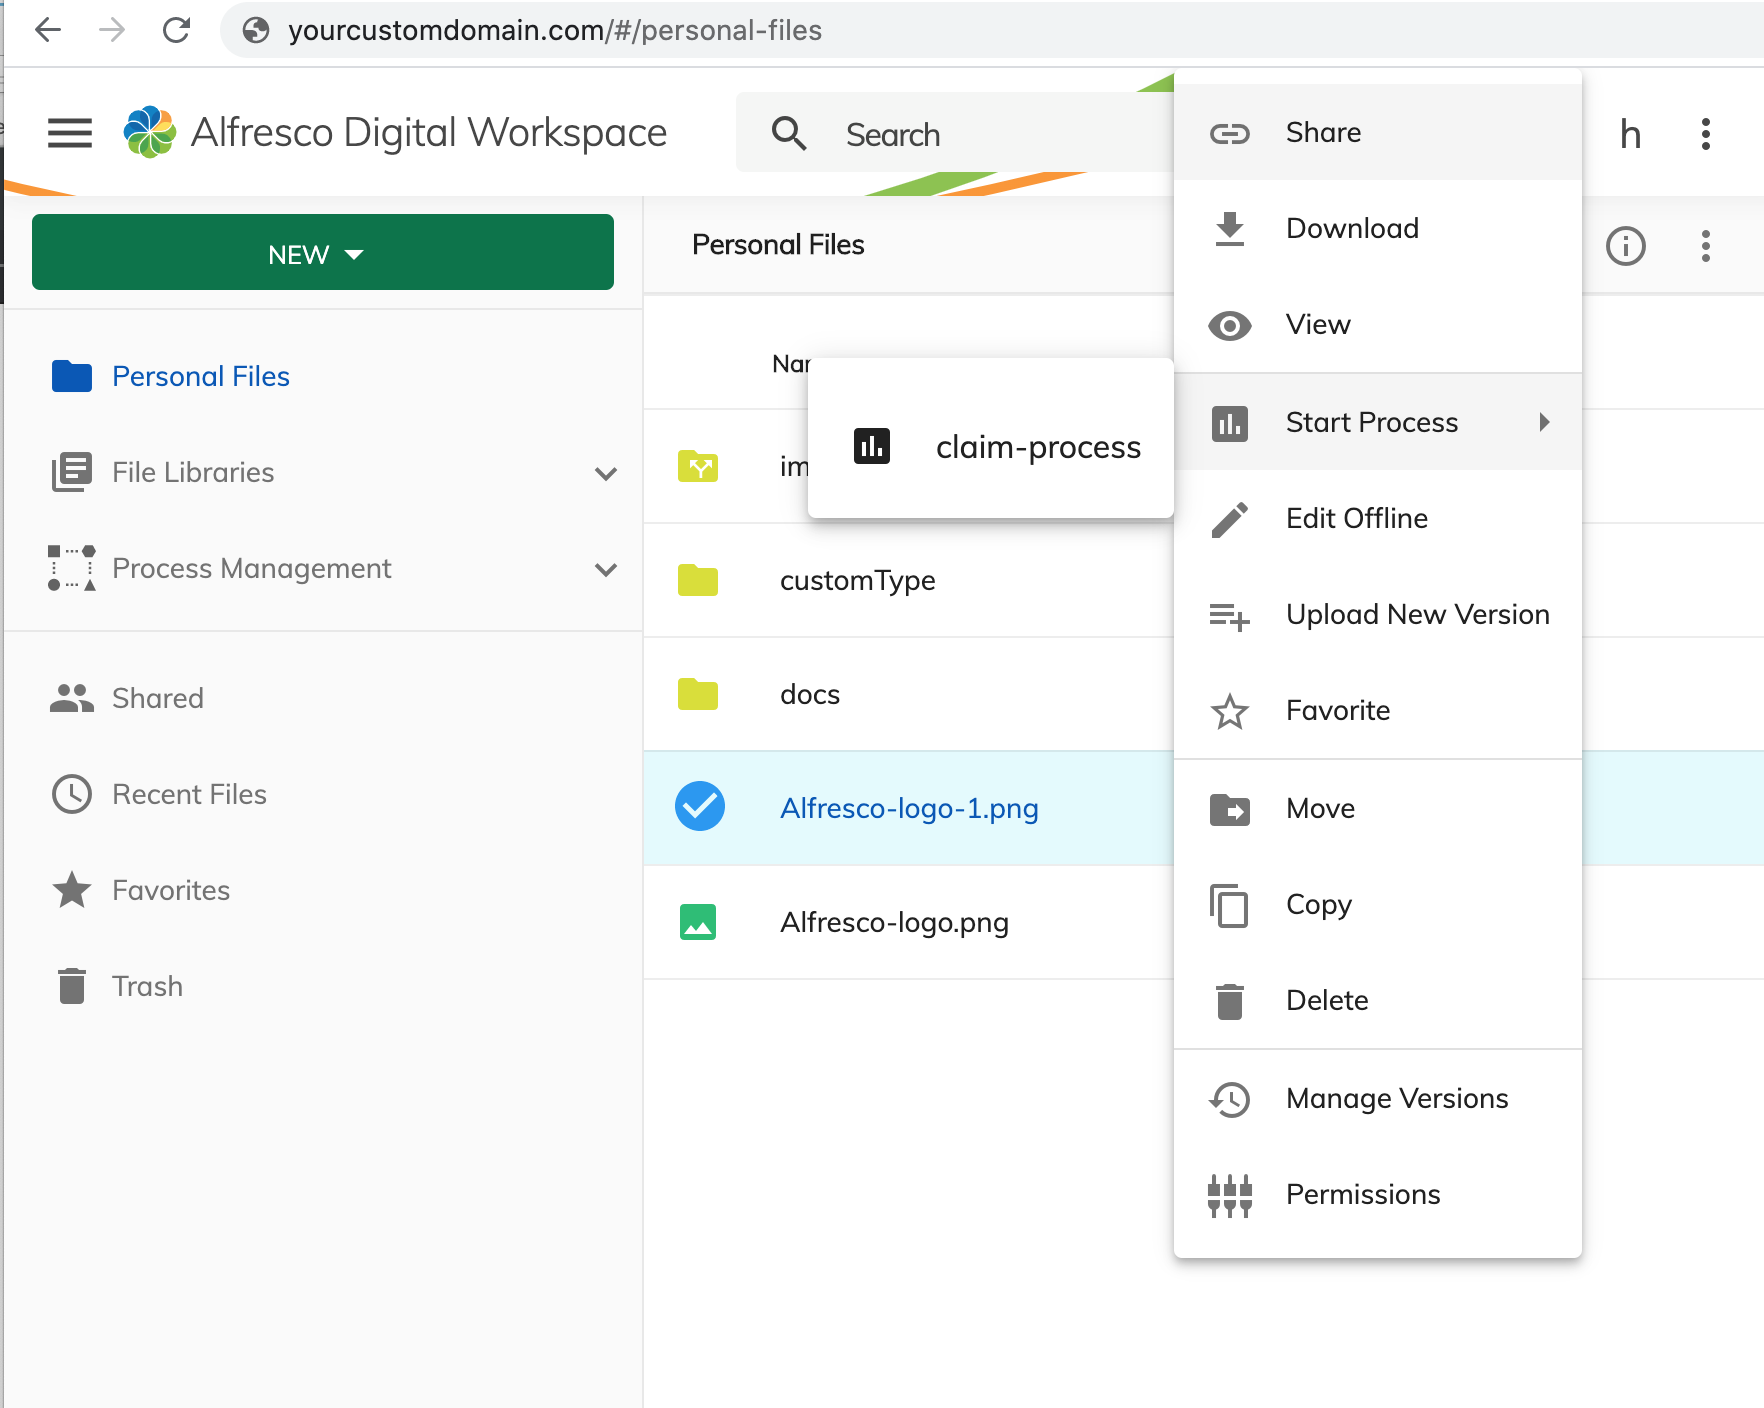 yourcustomdomain.com/#/personal-files
Alfresco Digital Workspace
Search
h
NEW
Personal Files
File Libraries
Process Management
Shared
Recent Files
Favorites
Trash
Personal Files
customType
docs
Alfresco-logo-1.png
Alfresco-logo.png
claim-process
Share
Download
View
Start Process
Edit Offline
Upload New Version
Favorite
Move
Copy
Delete
Manage Versions
Permissions